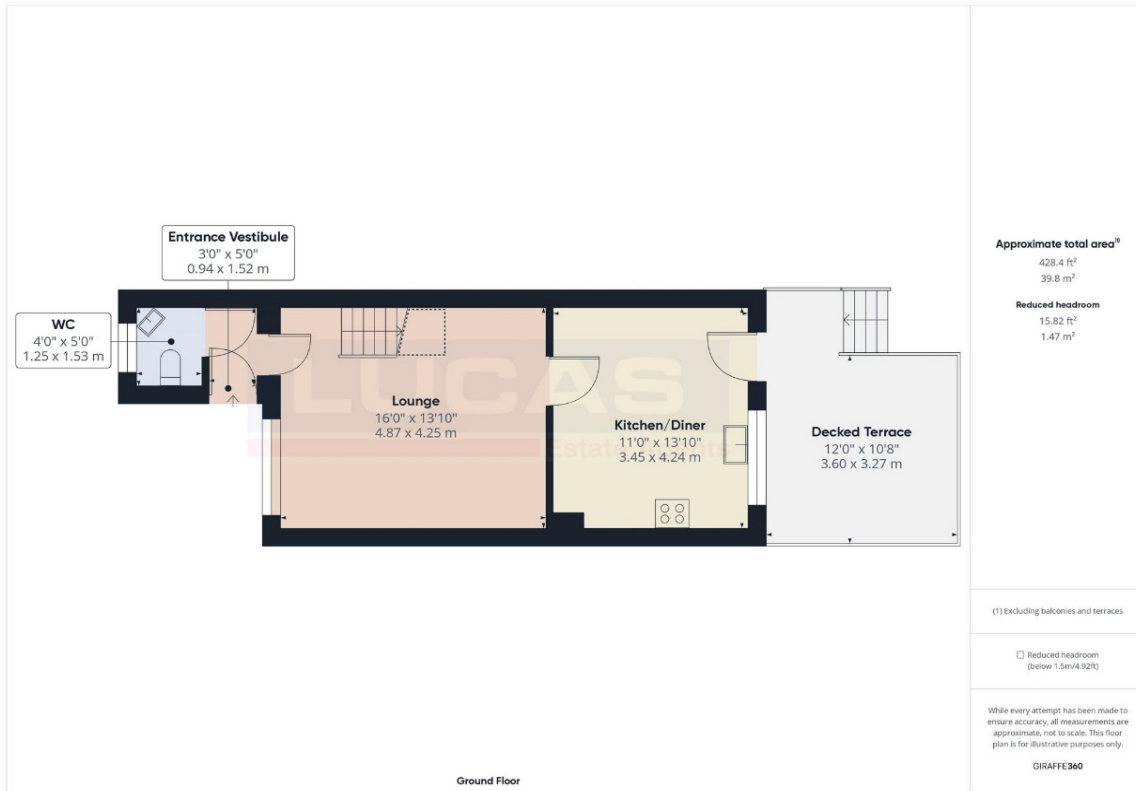 Entrance Vestibule
3'0" x 5'0"
0.94 x 1.52 m
WC
4'0" x 5'0"
1.25 x 1.53 m
LUCAS
Estate Agents
Lounge
16'0" x 13'10"
4.87 x 4.25 m
Kitchen/Diner
11'0" x 13'10"
3.45 x 4.24 m
Decked Terrace
12'0" x 10'8"
3.60 x 3.27 m
Ground Floor
Approximate total area(1)
428.4 ft²
39.8 m²
Reduced headroom
15.82 ft²
1.47 m²
(1) Excluding balconies and terraces
Reduced headroom
(below 1.5m/4.92ft)
While every attempt has been made to
ensure accuracy, all measurements are
approximate, not to scale. This floor
plan is for illustrative purposes only.
GIRAFFE360